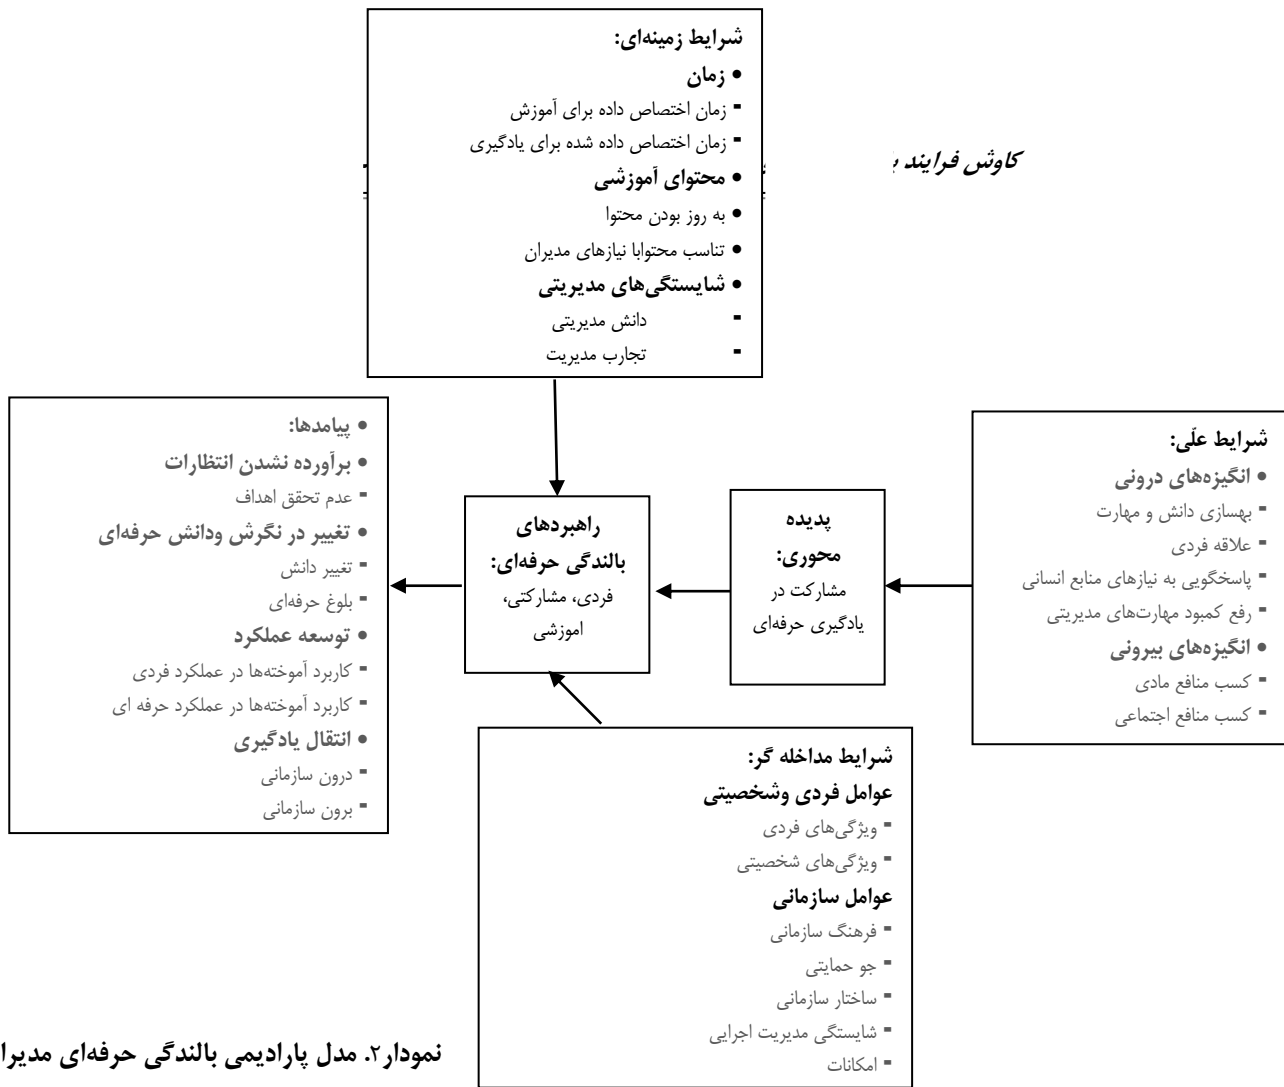 شرایط زمینه‌ای:
• زمان
- زمان اختصاص داده برای آموزش
- زمان اختصاص داده شده برای یادگیری
• محتوای آموزشی
• به روز بودن محتوا
• تناسب محتوابا نیازهای مدیران
• شایستگی‌های مدیریتی
- دانش مدیریتی
- تجارب مدیریت
کاوش فرایند
شرایط علّی:
• انگیزه‌های درونی
- بهسازی دانش و مهارت
- علاقه فردی
- پاسخگویی به نیازهای منابع انسانی
- رفع کمبود مهارت‌های مدیریتی
• انگیزه‌های بیرونی
- کسب منافع مادی
- کسب منافع اجتماعی
پدیده
محوری:
مشارکت در
یادگیری حرفه‌ای
راهبردهای
بالندگی حرفه‌ای:
فردی، مشارکتی،
اموزشی
• پیامدها:
• برآورده نشدن انتظارات
- عدم تحقق اهداف
• تغییر در نگرش ودانش حرفه‌ای
- تغییر دانش
- بلوغ حرفه‌ای
• توسعه عملکرد
- کاربرد آموخته‌ها در عملکرد فردی
- کاربرد آموخته‌ها در عملکرد حرفه ای
• انتقال یادگیری
- درون سازمانی
- برون سازمانی
شرایط مداخله گر:
عوامل فردی وشخصیتی
- ویژگی‌های فردی
- ویژگی‌های شخصیتی
عوامل سازمانی
- فرهنگ سازمانی
- جو حمایتی
- ساختار سازمانی
- شایستگی مدیریت اجرایی
- امکانات
نمودار۲. مدل پارادیمی بالندگی حرفه‌ای مدیرا